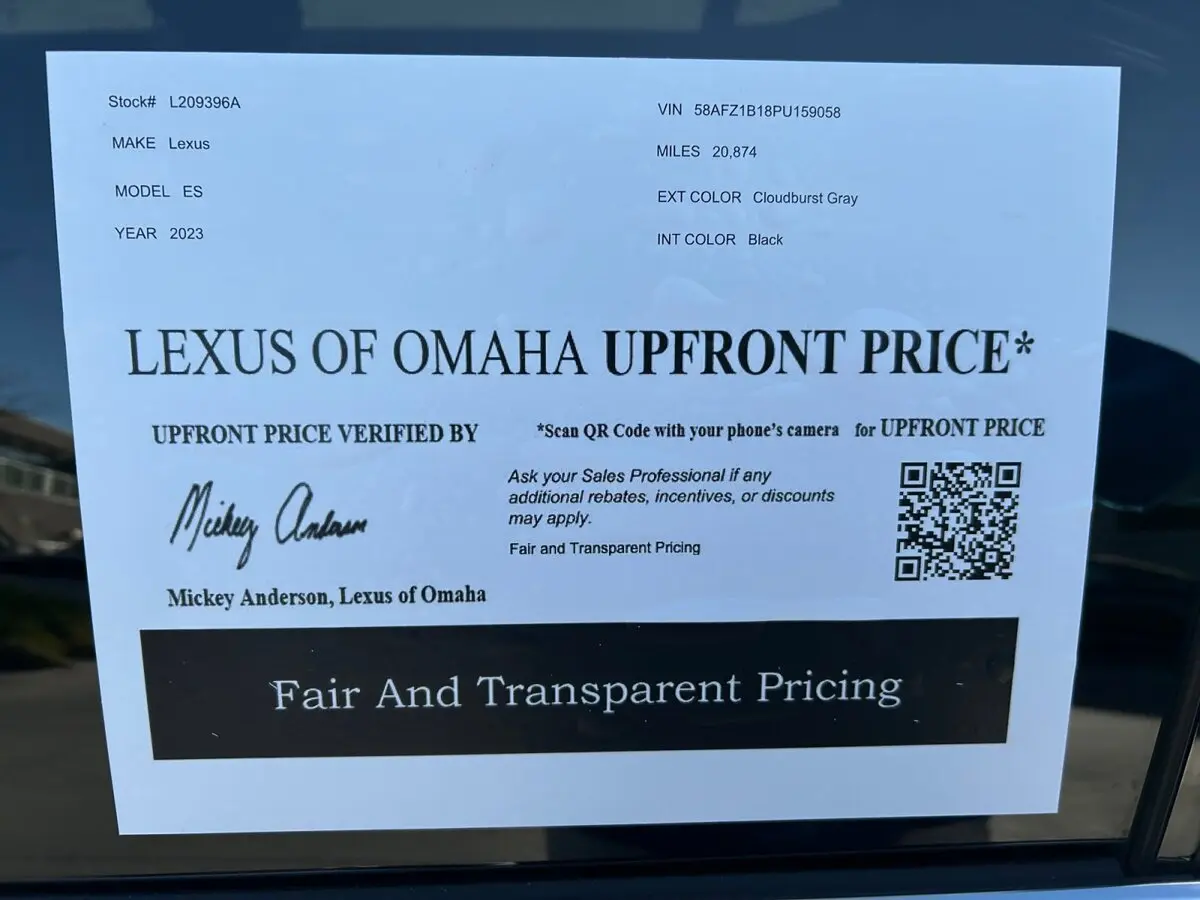 Stock# L209396A
VIN 58AFZ1B18PU159058
MAKE Lexus
MILES 20,874
MODEL ES
EXT COLOR Cloudburst Gray
YEAR 2023
INT COLOR Black
LEXUS OF OMAHA UPFRONT PRICE*
UPFRONT PRICE VERIFIED BY
*Scan QR Code with your phone's camera for UPFRONT PRICE
Mickey Anderson
Ask your Sales Professional if any
additional rebates, incentives, or discounts
may apply.
Fair and Transparent Pricing
Mickey Anderson, Lexus of Omaha
Fair And Transparent Pricing